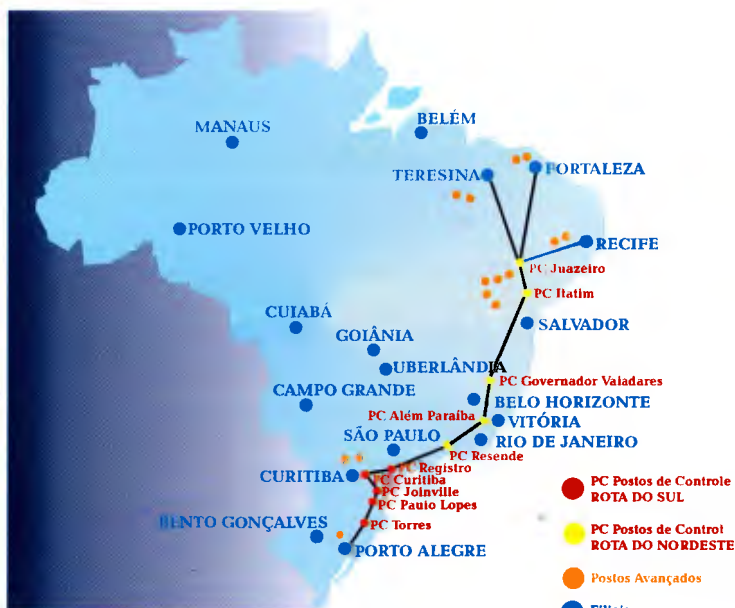 MANAUS
BELÉM
TERESINA
FORTALEZA
PORTO VELHO
RECIFE
PC Juazeiro
PC Itatim
CUIABÁ
SALVADOR
GOIÂNIA
UBERLÂNDIA
PC Governador Vaiadares
CAMPO GRANDE
BELO HORIZONTE
PC Além Paraíba
VITÓRIA
SÃO PAULO
RIO DE JANEIRO
PC Resende
PC Registro
CURITIBA
PC Curitiba
PC Joinville
PC Pauio Lopes
BENTO GONÇALVES
PC Torres
PORTO ALEGRE
PC Postos de Controle
ROTA DO SUL
PC Postos de Control
ROTA DO NORDESTE
Postos Avançados
Filiais